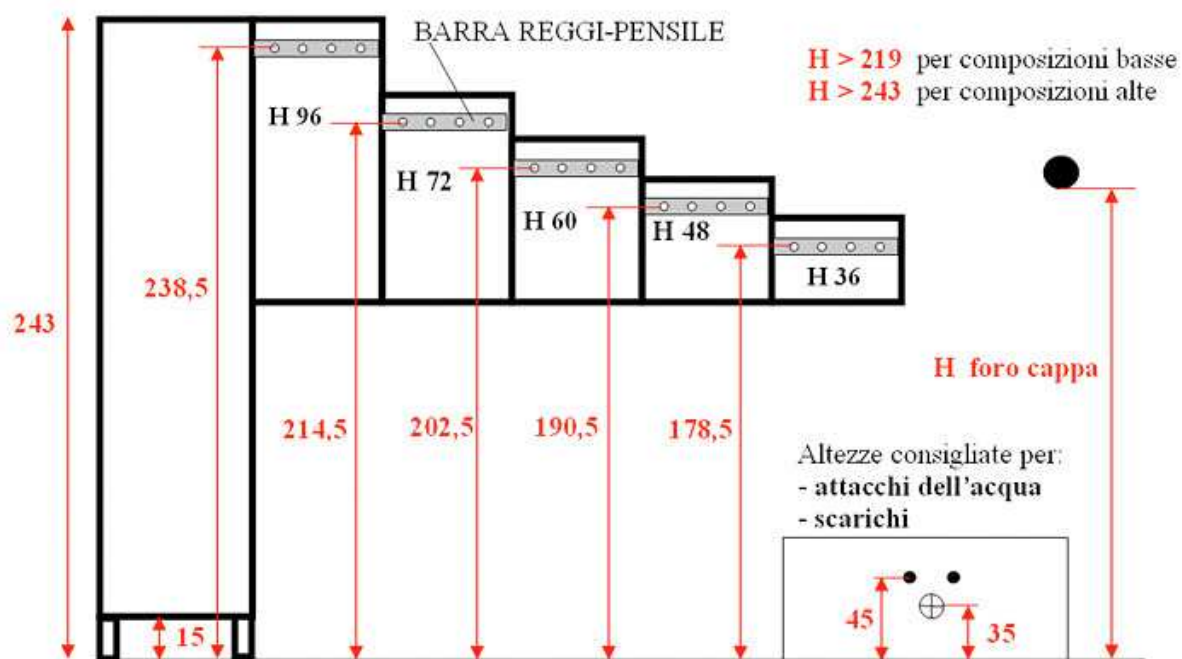 BARRA REGGI-PENSILE
H > 219 per composizioni basse
H > 243 per composizioni alte
H 96
H 72
H 60
H 48
H 36
238,5
243
H foro cappa
214,5
202,5
190,5
178,5
Altezze consigliate per:
- attacchi dell'acqua
- scarichi
15
45
35